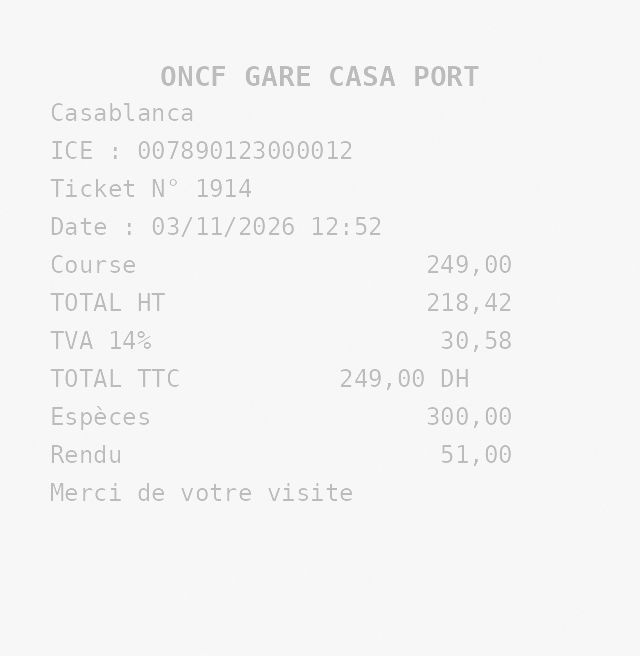 ONCF GARE CASA PORT
Casablanca
ICE : 007890123000012
Ticket N° 1914
Date : 03/11/2026 12:52
Course 249,00
TOTAL HT 218,42
TVA 14% 30,58
TOTAL TTC 249,00 DH
Espèces 300,00
Rendu 51,00
Merci de votre visite